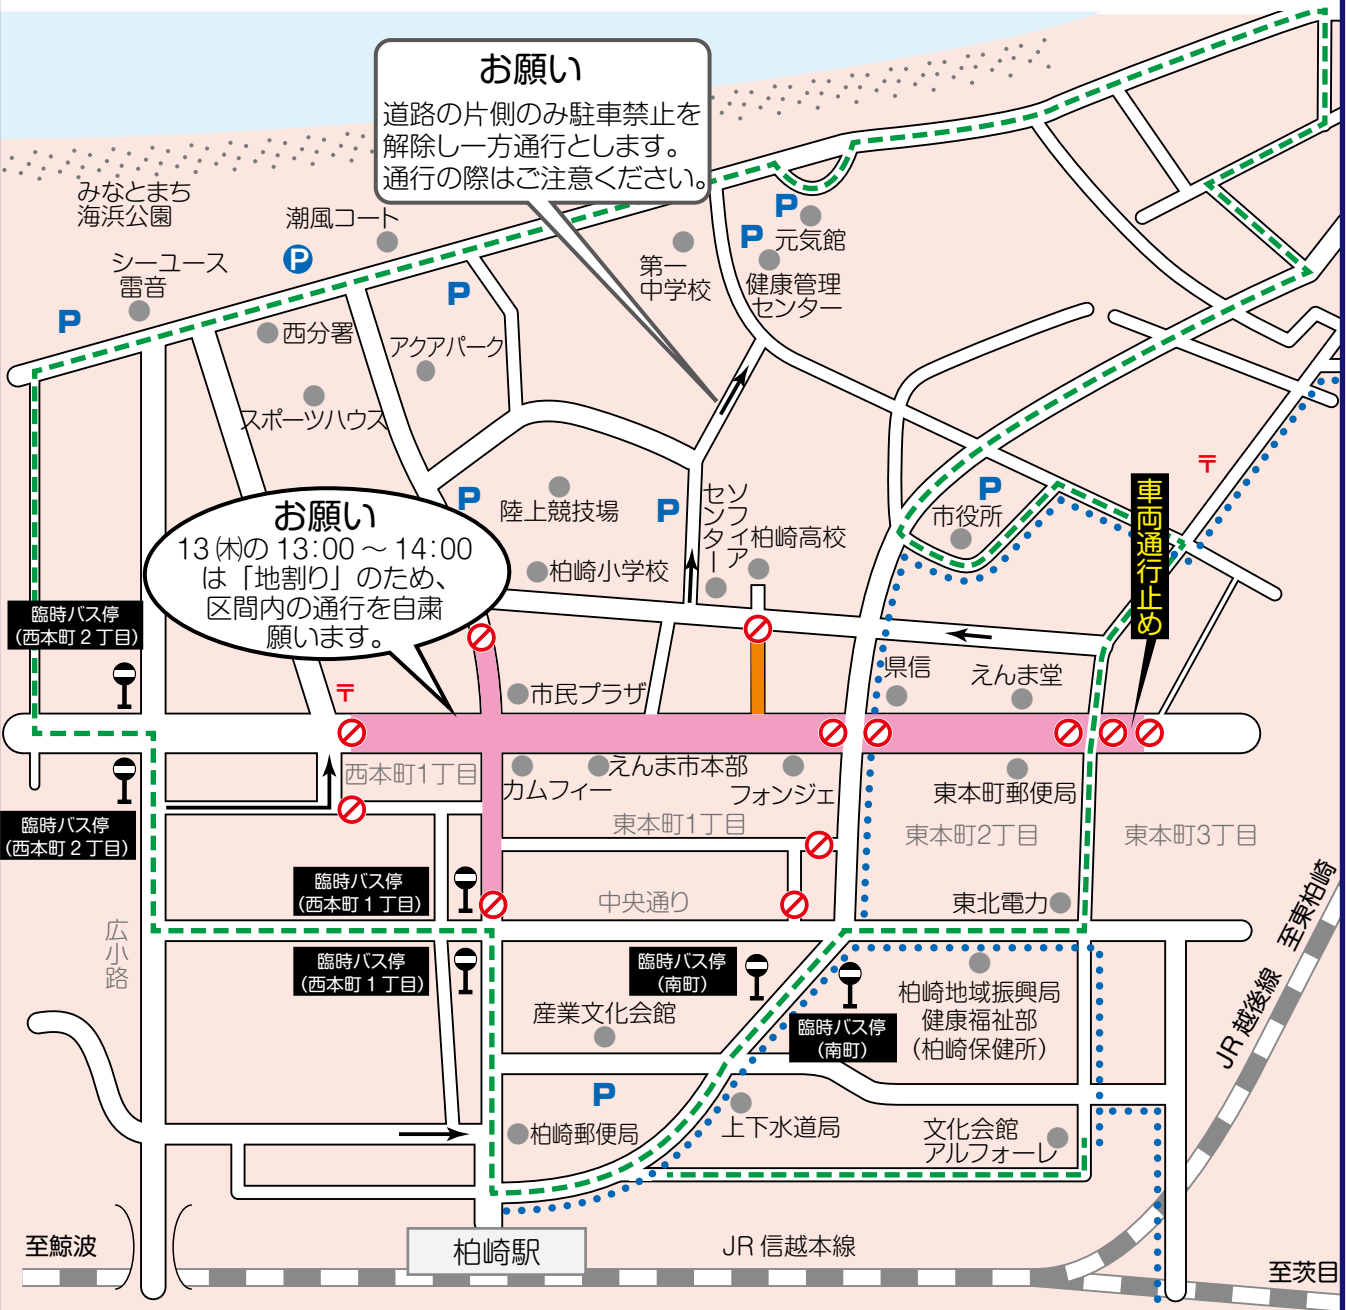 お願い
道路の片側のみ駐車禁止を
解除し一方通行とします。
通行の際はご注意ください。
みなとまち
海浜公園
潮風コート
P
シーユース
雷音
P
西分署
P
アクアパーク
スポーツハウス
第一
中学校
P
元気館
P
健康管理
センター
お願い
13㈭の13:00～14:00
は「地割り」のため、
区間内の通行を自粛
願います。
P
陸上競技場
P
ソフィア
センター
柏崎高校
柏崎小学校
P
市役所
〒
車両通行止め
臨時バス停
(西本町2丁目)
〒
市民プラザ
県信
えんま堂
西本町1丁目
カムフィー
えんま市本部
フォンジェ
東本町郵便局
東本町1丁目
東本町2丁目
東本町3丁目
臨時バス停
(西本町2丁目)
臨時バス停
(西本町1丁目)
中央通り
東北電力
広小路
臨時バス停
(西本町1丁目)
臨時バス停
(南町)
臨時バス停
(南町)
柏崎地域振興局
健康福祉部
(柏崎保健所)
産業文化会館
P
柏崎郵便局
上下水道局
文化会館
アルフォーレ
至東柏崎
JR越後線
至鯨波
柏崎駅
JR信越本線
至茨目